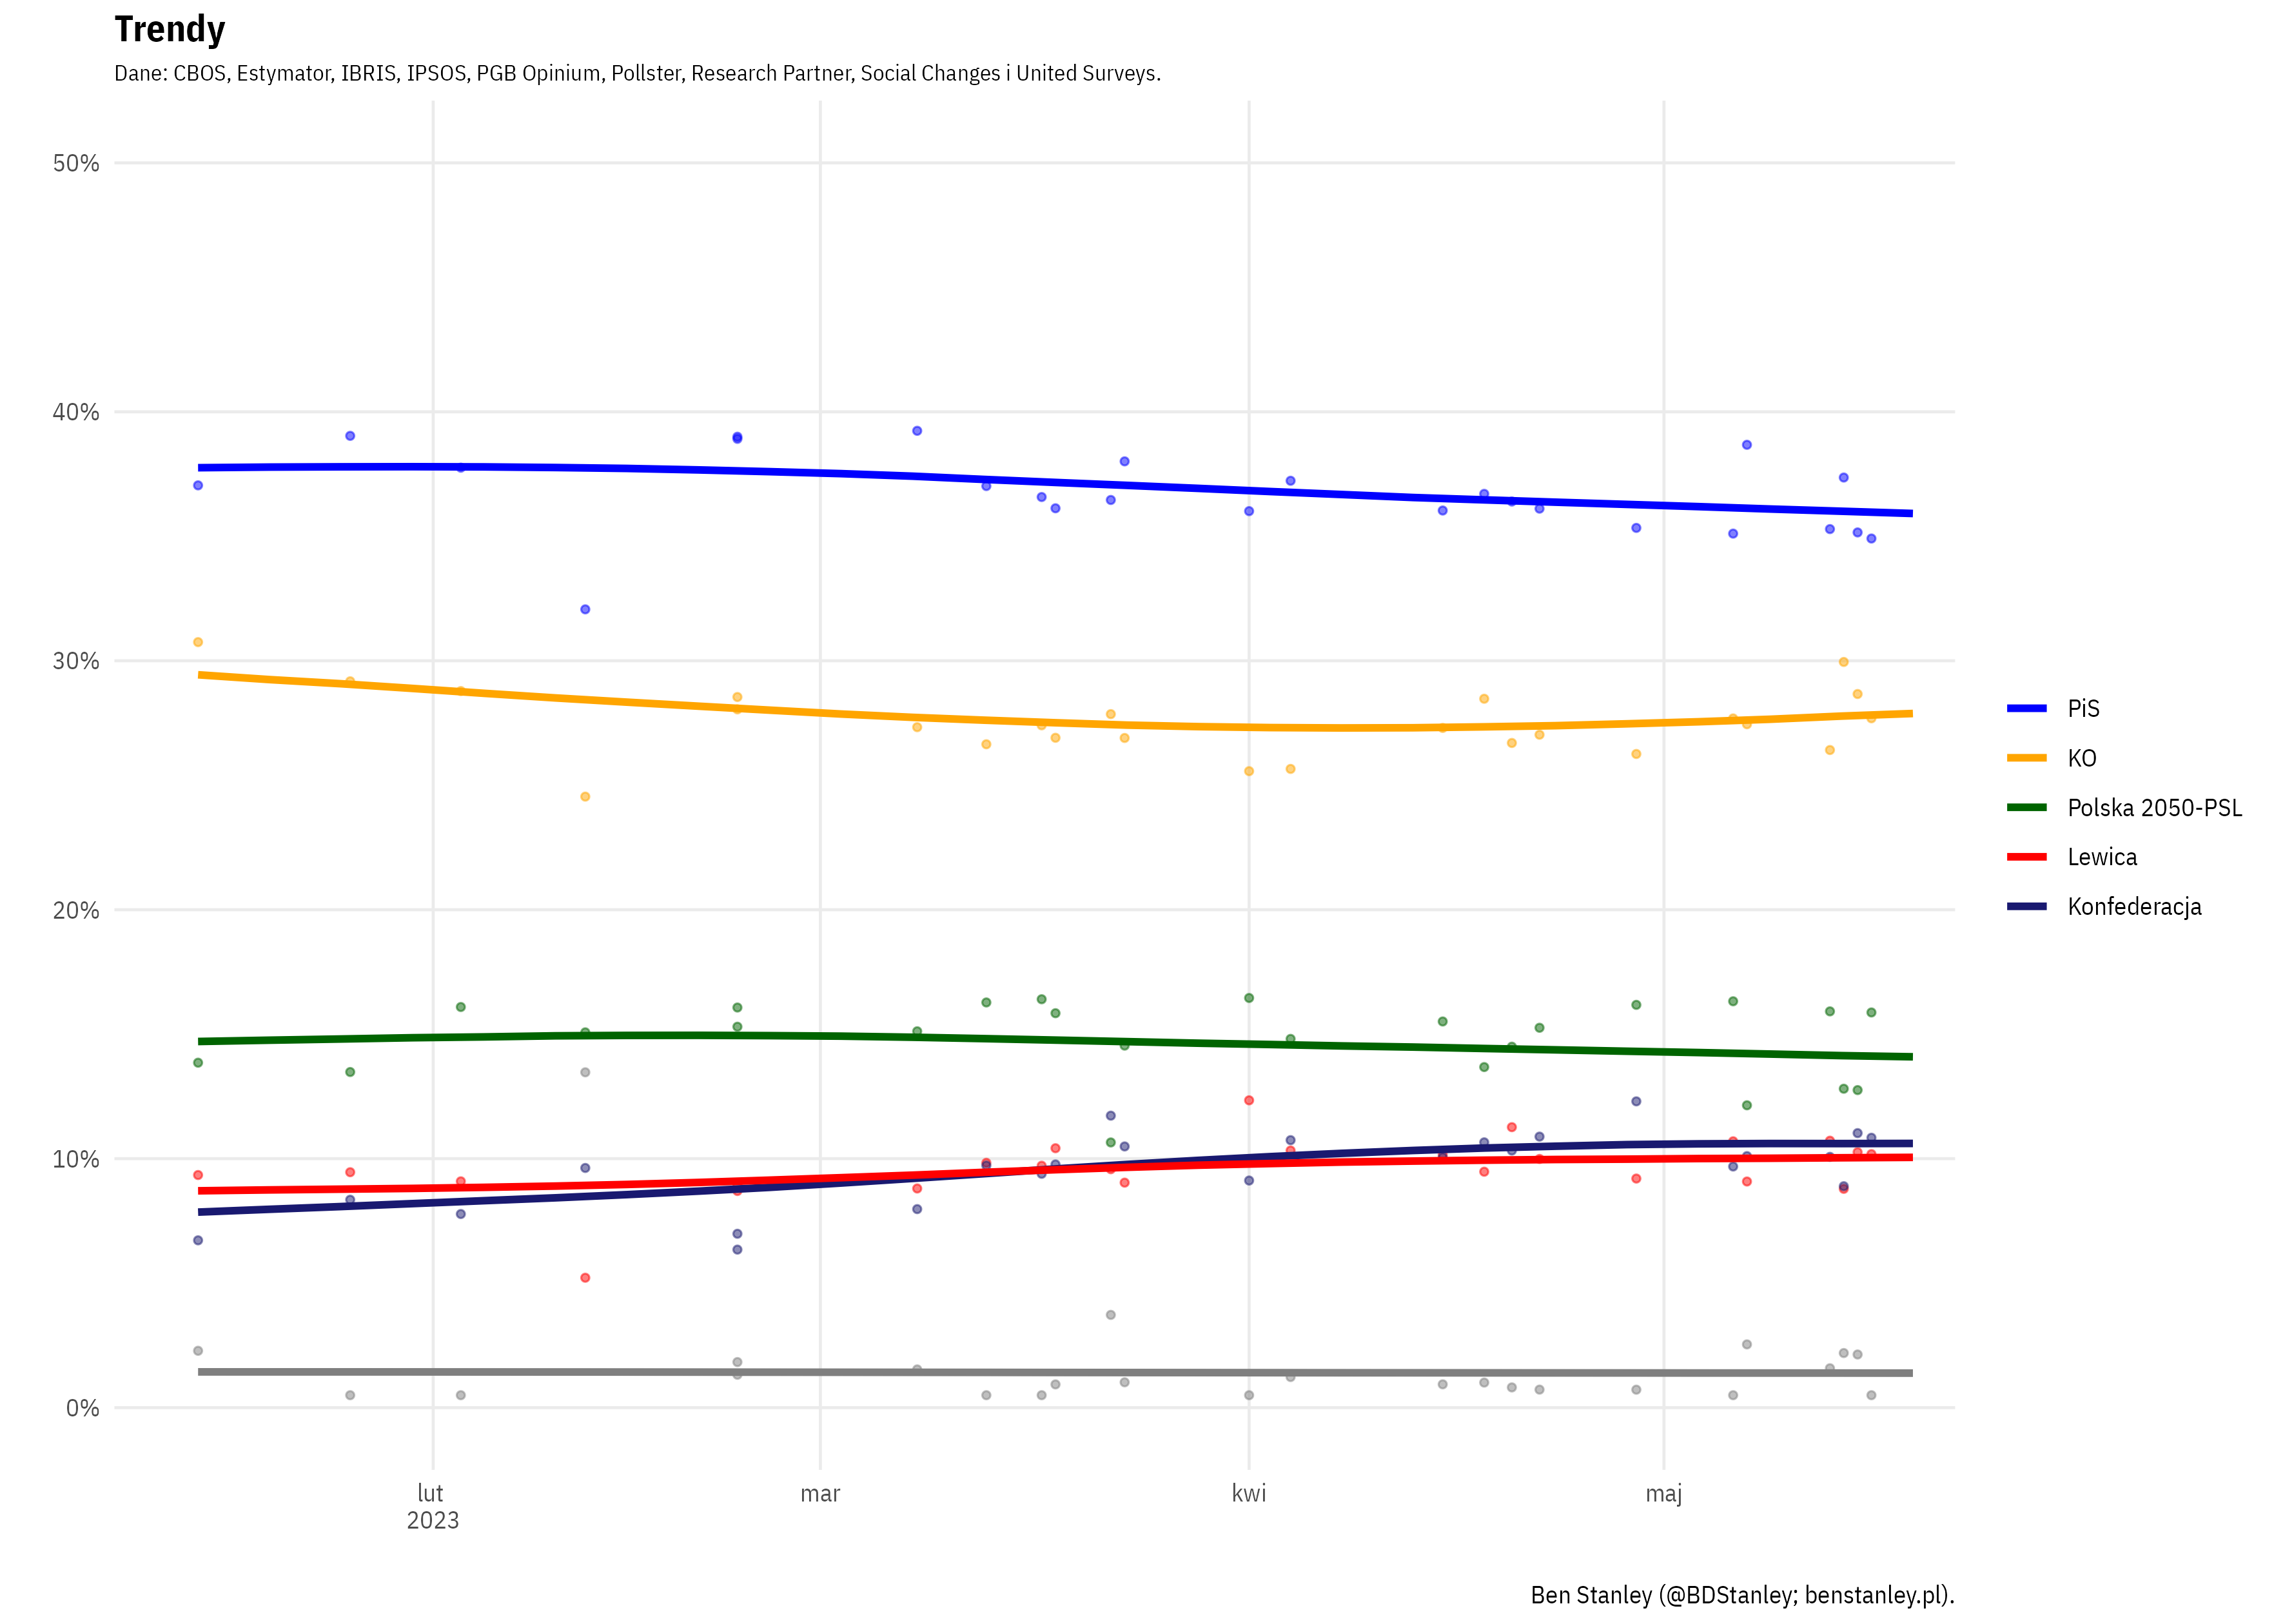 Trendy
Dane: CBOS, Estymator, IBRIS, IPSOS, PGB Opinium, Pollster, Research Partner, Social Changes i United Surveys.
50%
40%
30%
20%
10%
0%
lut
2023
mar
kwi
maj
PiS
KO
Polska 2050-PSL
Lewica
Konfederacja
Ben Stanley (@BDStanley; benstanley.pl).